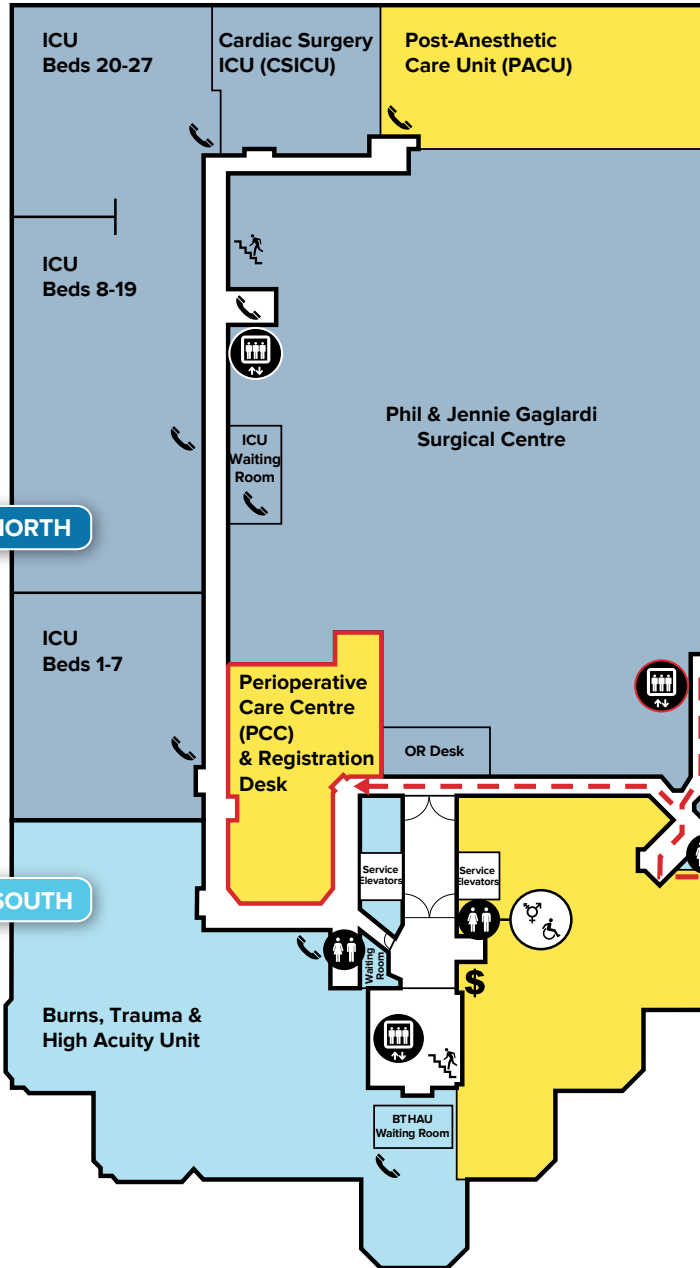 ICU
Beds 20-27
Cardiac Surgery
ICU (CSICU)
Post-Anesthetic
Care Unit (PACU)
ICU
Beds 8-19
Phil & Jennie Gaglardi
Surgical Centre
ICU
Waiting
Room
NORTH
ICU
Beds 1-7
Perioperative
Care Centre
(PCC)
& Registration
Desk
OR Desk
Service
Elevators
Service
Elevators
SOUTH
Waiting
Room
$
Burns, Trauma &
High Acuity Unit
BTHAU
Waiting Room